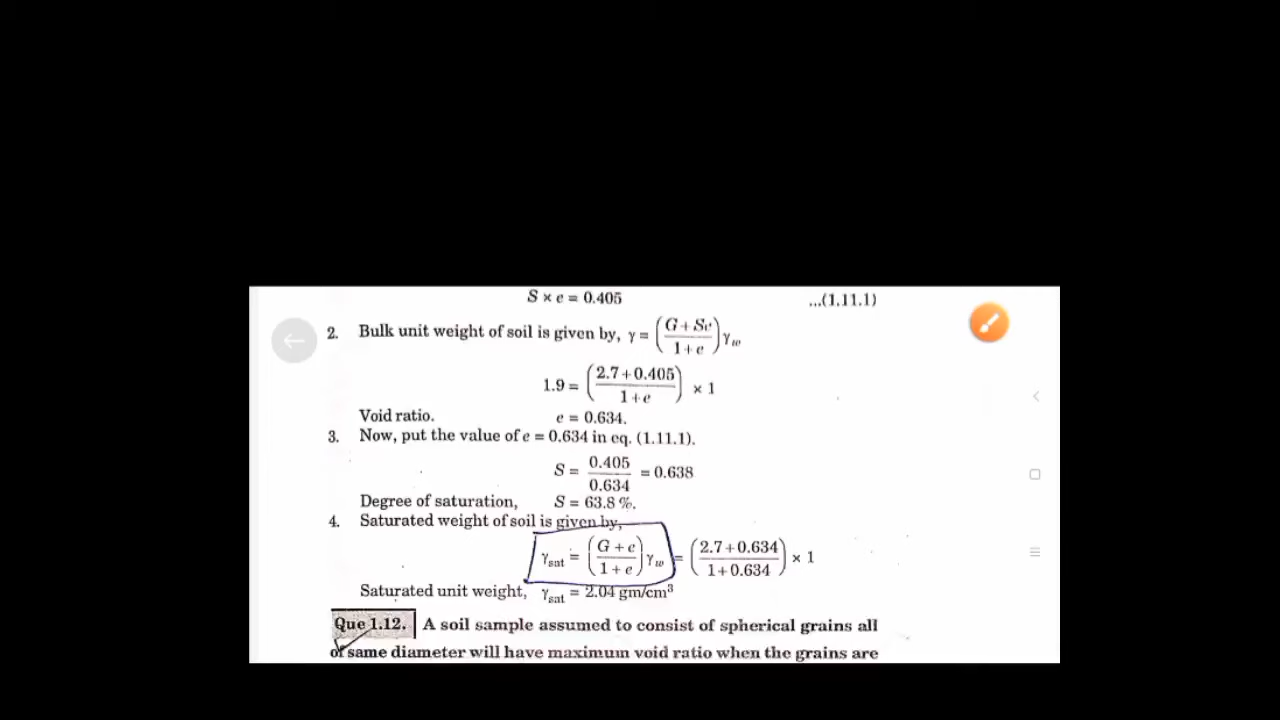 S × e = 0.405 ...(1.11.1)
2. Bulk unit weight of soil is given by, γ = (G + Se / 1 + e) γw
1.9 = (2.7 + 0.405 / 1 + e) × 1
Void ratio. e = 0.634.
3. Now, put the value of e = 0.634 in eq. (1.11.1).
S = 0.405 / 0.634 = 0.638
Degree of saturation, S = 63.8 %.
4. Saturated weight of soil is given by,
γsat = (G + e / 1 + e) γw = (2.7 + 0.634 / 1 + 0.634) × 1
Saturated unit weight, γsat = 2.04 gm/cm³
Que 1.12. A soil sample assumed to consist of spherical grains all
of same diameter will have maximum void ratio when the grains are